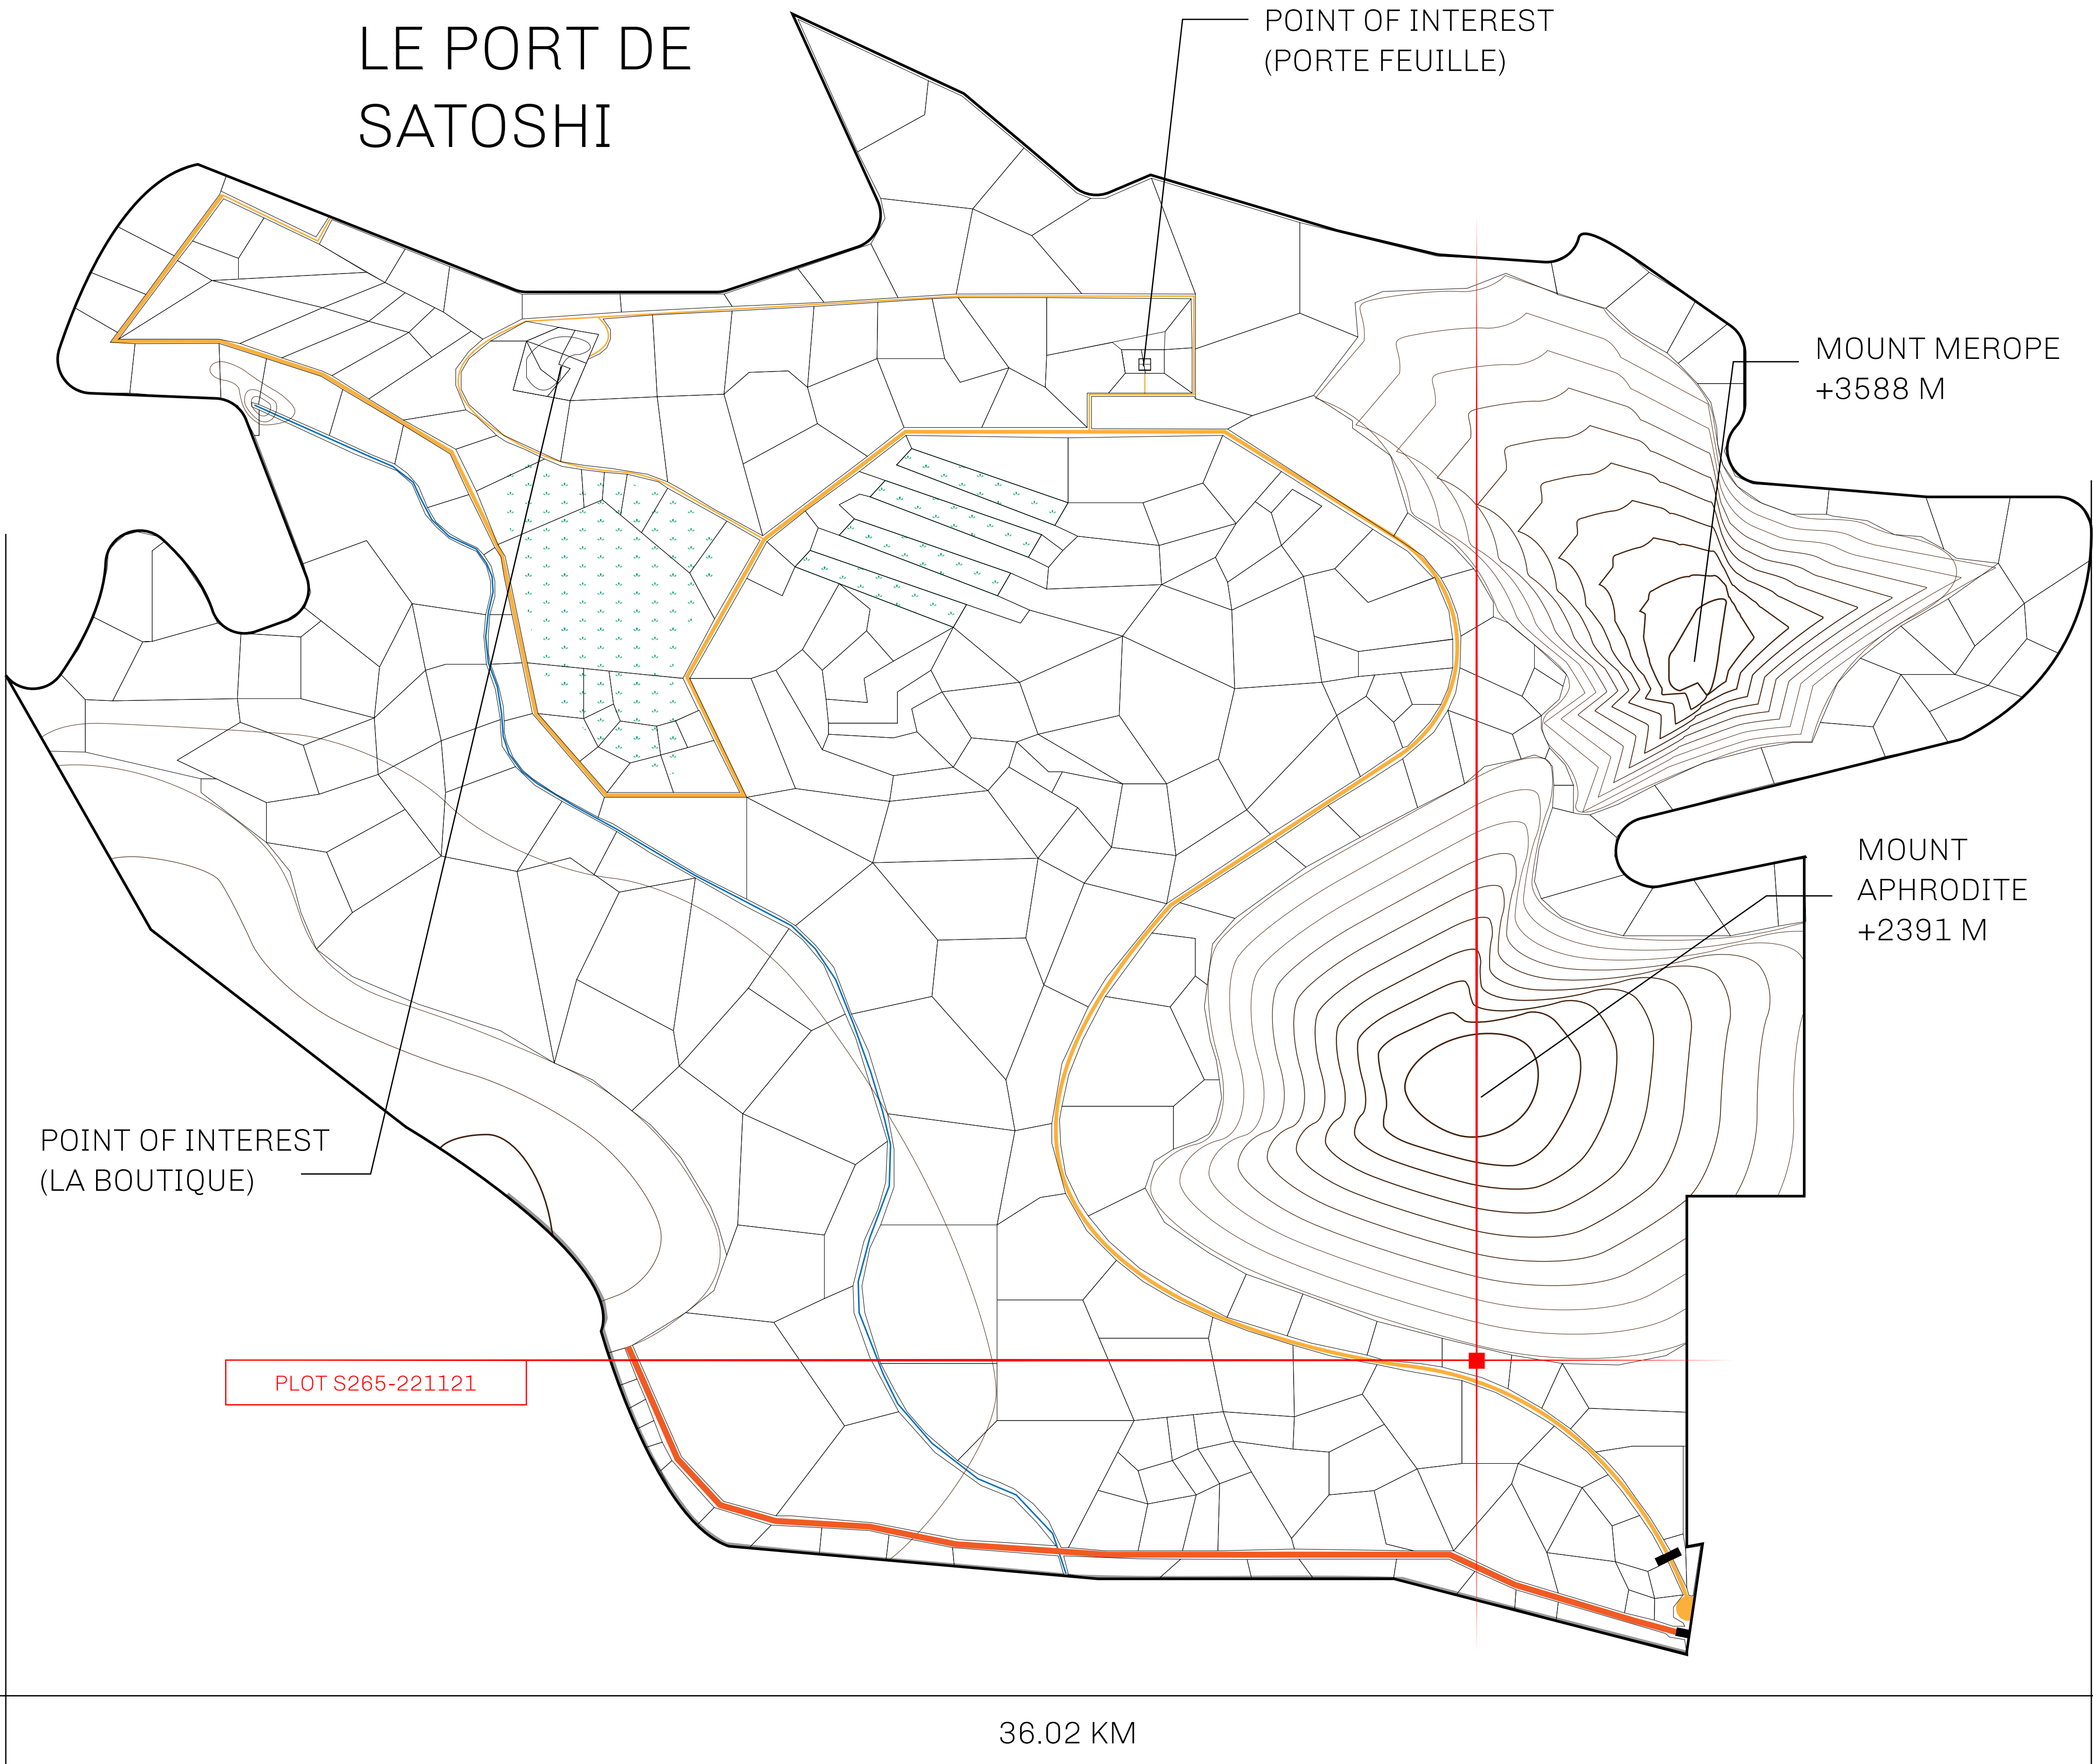 LE PORT DE
SATOSHI
POINT OF INTEREST
(PORTE FEUILLE)
MOUNT MEROPE
+3588 M
MOUNT
APHRODITE
+2391 M
POINT OF INTEREST
(LA BOUTIQUE)
PLOT S265-221121
36.02 KM